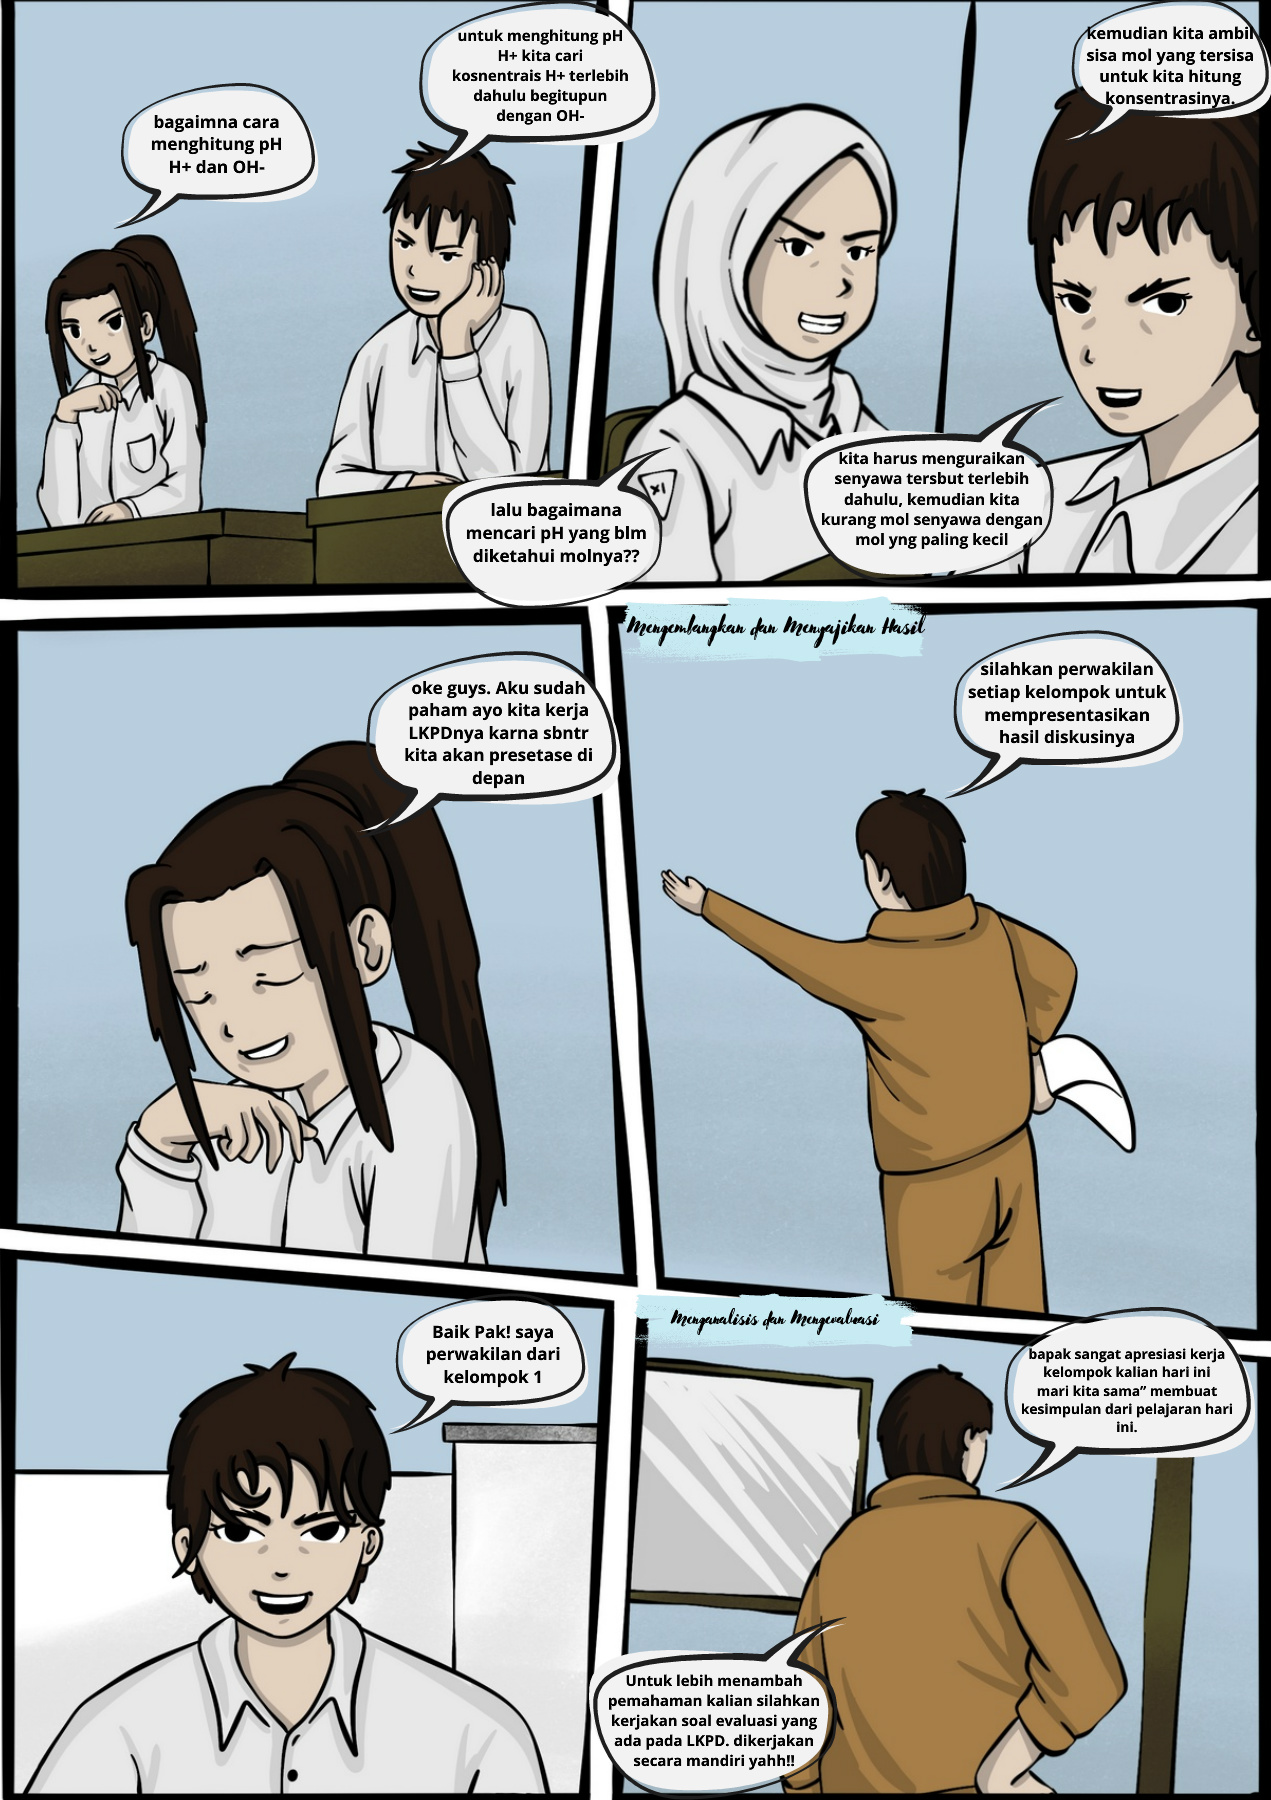 bagaimna cara
menghitung pH
H+ dan OH-
untuk menghitung pH
H+ kita cari
kosnentrais H+ terlebih
dahulu begitupun
dengan OH-
lalu bagaimana
mencari pH yang blm
diketahui molnya??
XI
kemudian kita ambil
sisa mol yang tersisa
untuk kita hitung
konsentrasinya.
kita harus menguraikan
senyawa tersbut terlebih
dahulu, kemudian kita
kurang mol senyawa dengan
mol yng paling kecil
oke guys. Aku sudah
paham ayo kita kerja
LKPDnya karna sbntr
kita akan presetase di
depan
Mengembangkan dan Menyajikan Hasil
silahkan perwakilan
setiap kelompok untuk
mempresentasikan
hasil diskusinya
Baik Pak! saya
perwakilan dari
kelompok 1
Menganalisis dan Mengevaluasi
bapak sangat apresiasi kerja
kelompok kalian hari ini
mari kita sama” membuat
kesimpulan dari pelajaran hari
ini.
Untuk lebih menambah
pemahaman kalian silahkan
kerjakan soal evaluasi yang
ada pada LKPD. dikerjakan
secara mandiri yahh!!